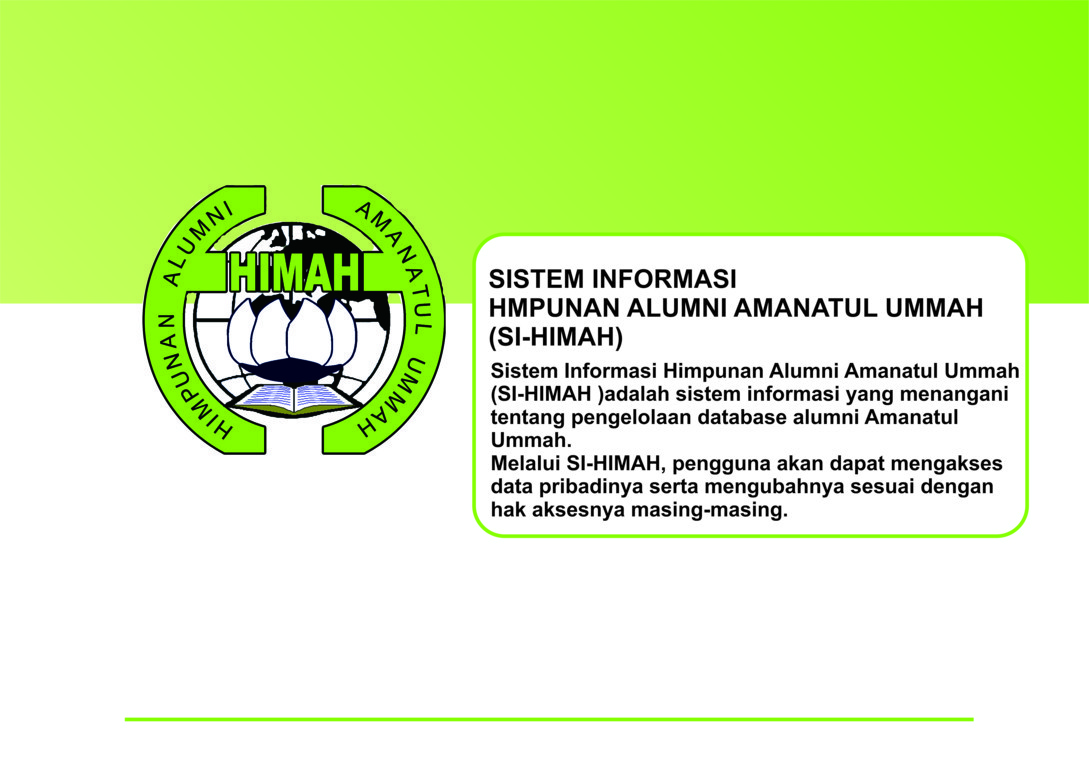 HIMPUNAN ALUMNI
AMANATUL UMMAH
HIMAH
SISTEM INFORMASI
HMPUNAN ALUMNI AMANATUL UMMAH
(SI-HIMAH)
Sistem Informasi Himpunan Alumni Amanatul Ummah
(SI-HIMAH )adalah sistem informasi yang menangani
tentang pengelolaan database alumni Amanatul
Ummah.
Melalui SI-HIMAH, pengguna akan dapat mengakses
data pribadinya serta mengubahnya sesuai dengan
hak aksesnya masing-masing.